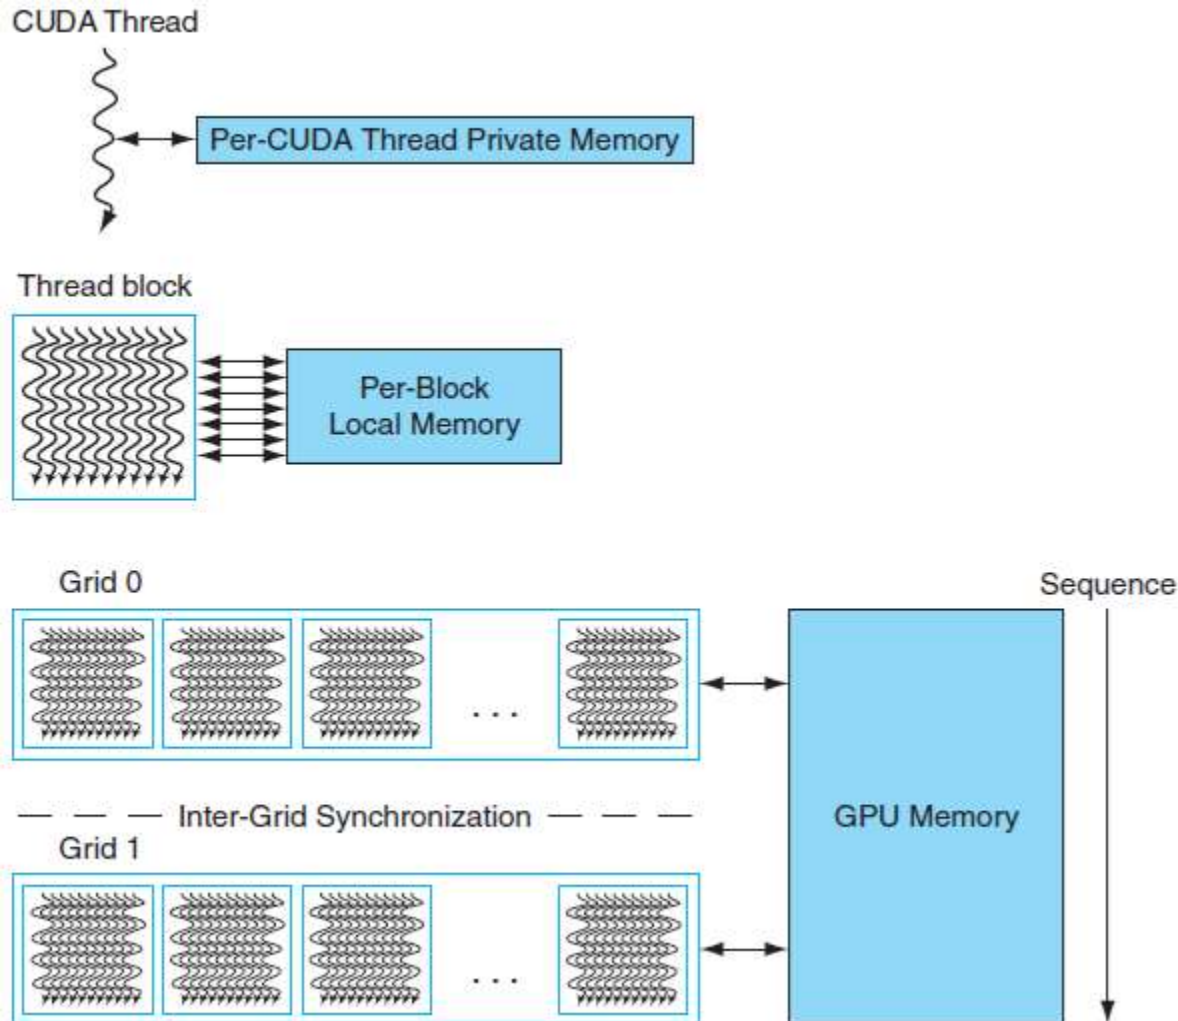 CUDA Thread
Per-CUDA Thread Private Memory
Thread block
Per-Block
Local Memory
Grid 0
Sequence
. . .
Inter-Grid Synchronization
GPU Memory
Grid 1
. . .